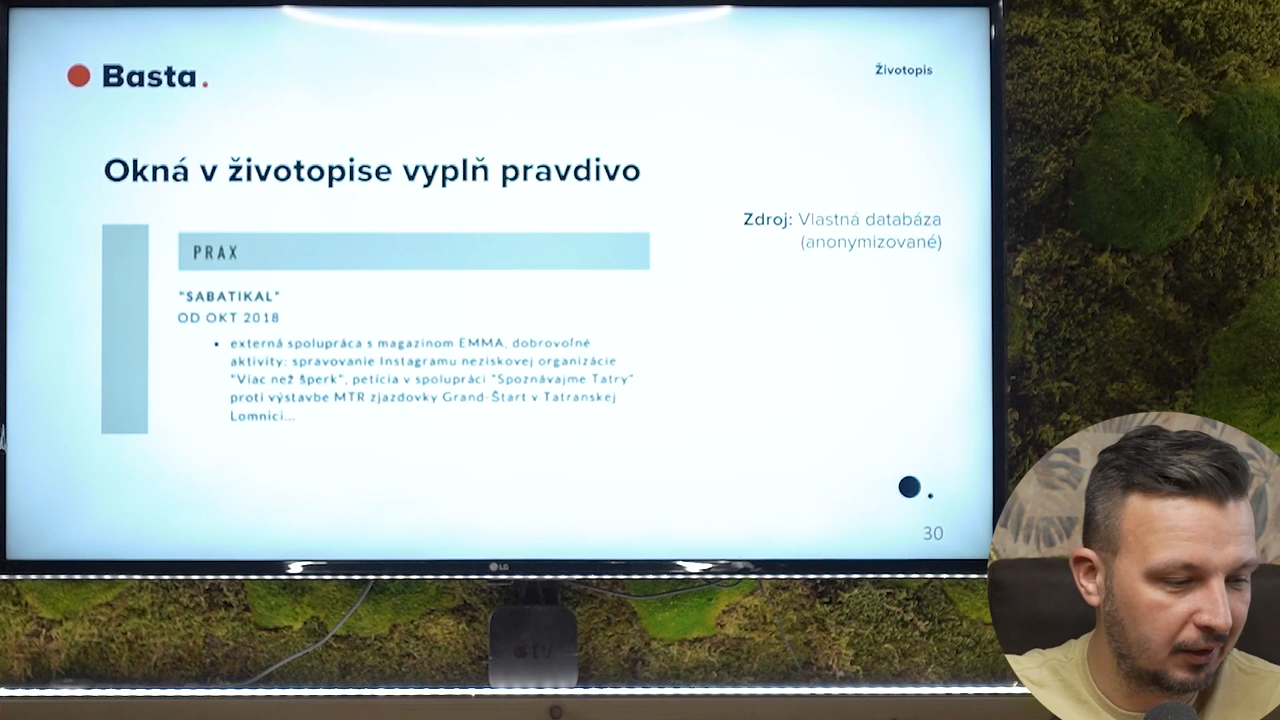 Basta.
Životopis
Okná v životopise vyplň pravdivo
Zdroj: Vlastná databáza
(anonymizované)
PRAX
"SABATIKAL"
OD OKT 2018
• externá spolupráca s magazínom EMMA, dobrovoľné
aktivity: spravovanie Instagramu neziskovej organizácie
"Viac než šperk", petícia v spolupráci "Spoznávajme Tatry"
proti výstavbe MTR zjazdovky Grand-Štart v Tatranskej
Lomnici...
30
LG
tv